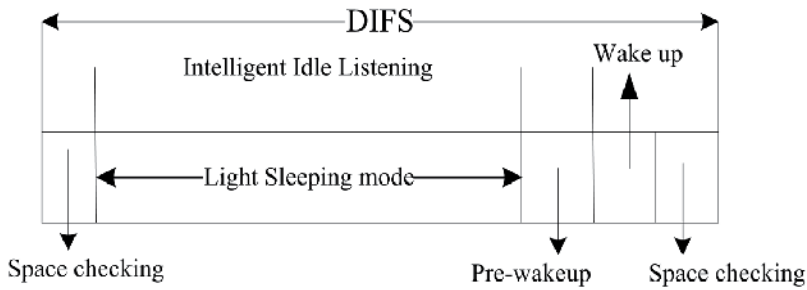 DIFS
Wake up
Intelligent Idle Listening
Light Sleeping mode
Space checking
Pre-wakeup
Space checking